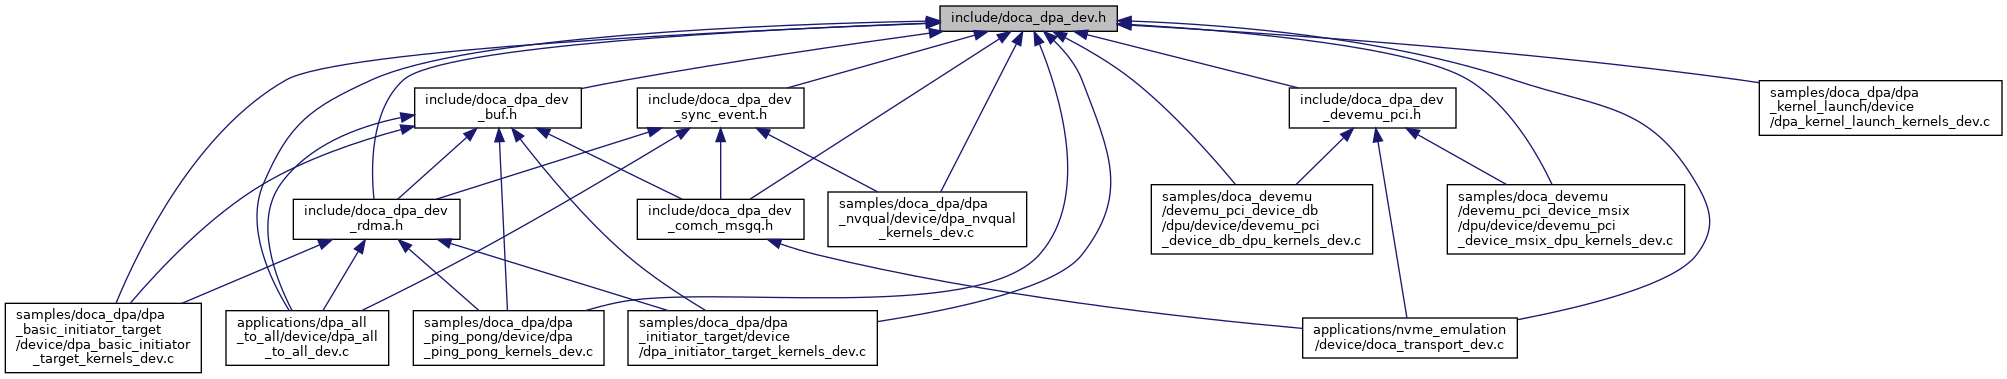 include/doca_dpa_dev.h
include/doca_dpa_dev
_buf.h
include/doca_dpa_dev
_sync_event.h
include/doca_dpa_dev
_devemu_pci.h
samples/doca_dpa/dpa
_kernel_launch/device
/dpa_kernel_launch_kernels_dev.c
include/doca_dpa_dev
_rdma.h
include/doca_dpa_dev
_comch_msgq.h
samples/doca_dpa/dpa
_nvqual/device/dpa_nvqual
_kernels_dev.c
samples/doca_devemu
/devemu_pci_device_db
/dpu/device/devemu_pci
_device_db_dpu_kernels_dev.c
samples/doca_devemu
/devemu_pci_device_msix
/dpu/device/devemu_pci
_device_msix_dpu_kernels_dev.c
samples/doca_dpa/dpa
_basic_initiator_target
/device/dpa_basic_initiator
_target_kernels_dev.c
applications/dpa_all
_to_all/device/dpa_all
_to_all_dev.c
samples/doca_dpa/dpa
_ping_pong/device/dpa
_ping_pong_kernels_dev.c
samples/doca_dpa/dpa
_initiator_target/device
/dpa_initiator_target_kernels_dev.c
applications/nvme_emulation
/device/doca_transport_dev.c